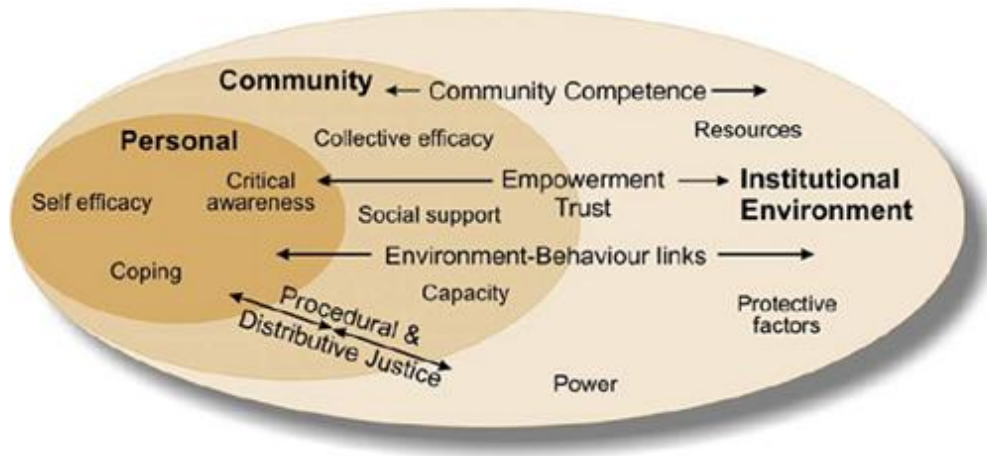 Community
Community Competence
Resources
Personal
Collective efficacy
Self efficacy
Critical
awareness
Empowerment
Trust
Institutional
Environment
Social support
Environment-Behaviour links
Coping
Capacity
Procedural &
Distributive Justice
Protective
factors
Power